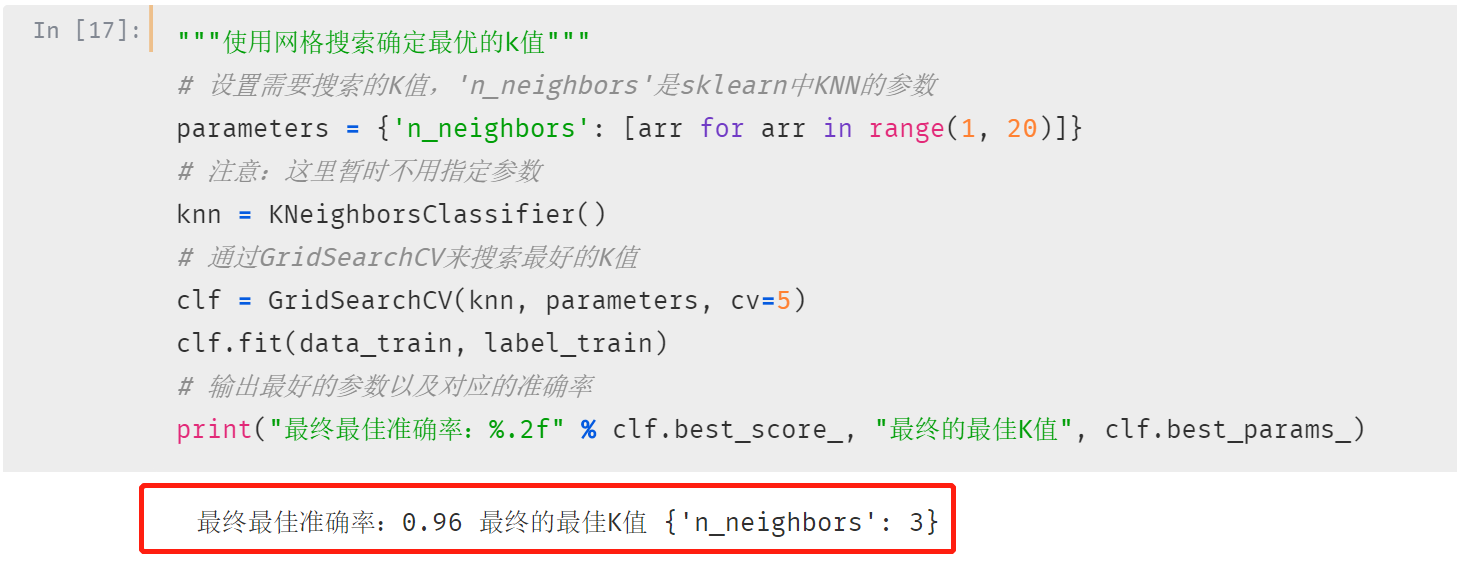 In [17]:
"""使用网格搜索确定最优的k值"""
# 设置需要搜索的K值，'n_neighbors'是sklearn中KNN的参数
parameters = {'n_neighbors': [arr for arr in range(1, 20)]}
# 注意：这里暂时不用指定参数
knn = KNeighborsClassifier()
# 通过GridSearchCV来搜索最好的K值
clf = GridSearchCV(knn, parameters, cv=5)
clf.fit(data_train, label_train)
# 输出最好的参数以及对应的准确率
print("最终最佳准确率：%.2f" % clf.best_score_, "最终的最佳K值", clf.best_params_)
最终最佳准确率：0.96 最终的最佳K值 {'n_neighbors': 3}